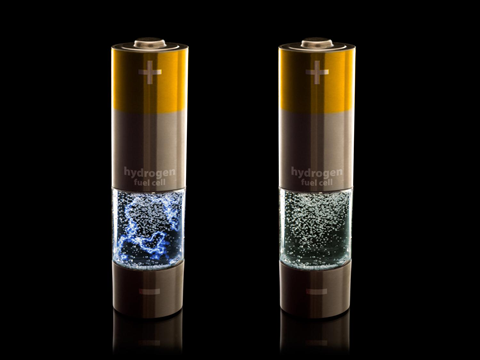 +
hydrogen
fuel cell
−
+
hydrogen
fuel cell
−